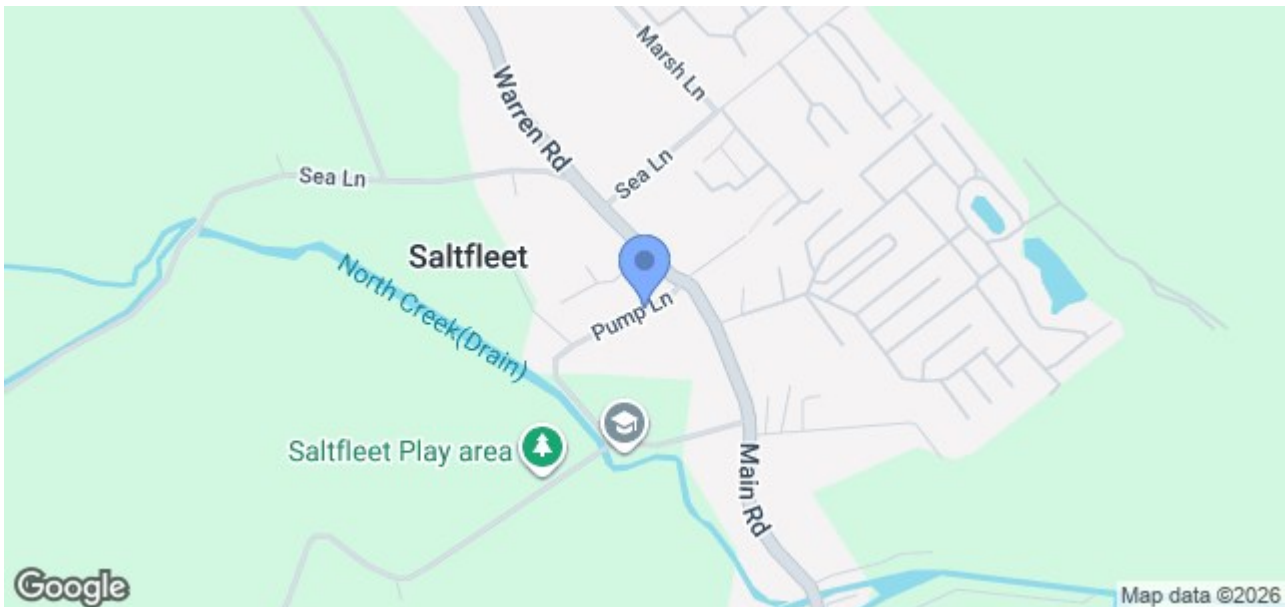 Marsh Ln
Warren Rd
Sea Ln
Sea Ln
Saltfleet
North Creek(Drain)
Pump Ln
Saltfleet Play area
Main Rd
Google
Map data ©2026